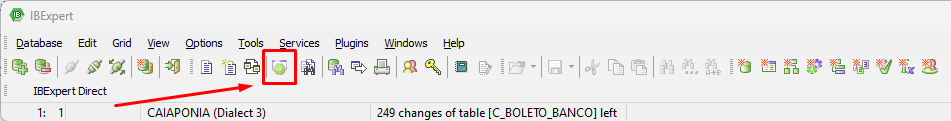 IBExpert
Database Edit Grid View Options Tools Services Plugins Windows Help
IBExpert Direct
1: 1 CAIAPONIA (Dialect 3) 249 changes of table [C_BOLETO_BANCO] left